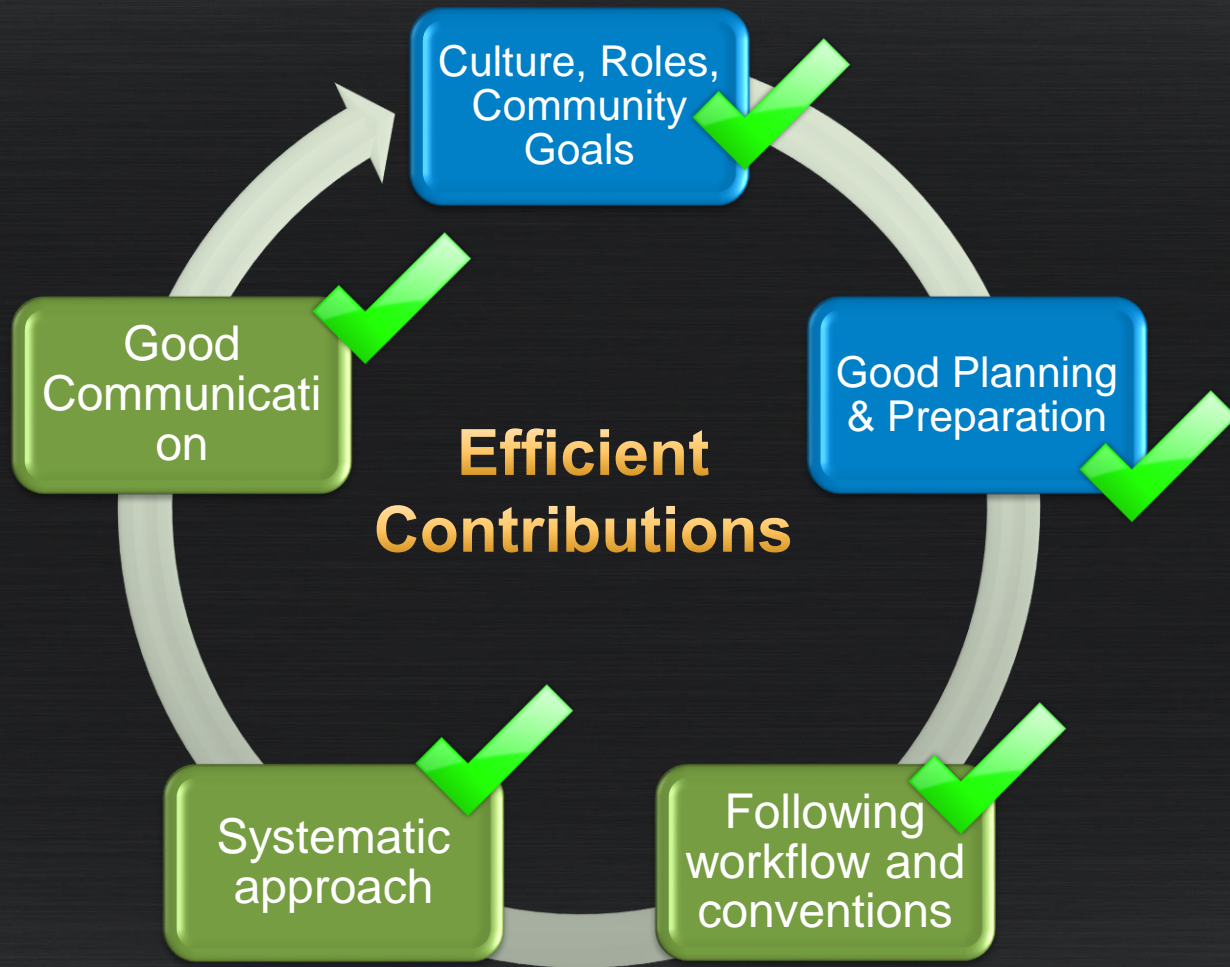 Culture, Roles,
Community
Goals
Good Planning
& Preparation
Following
workflow and
conventions
Systematic
approach
Good
Communicati
on
Efficient
Contributions